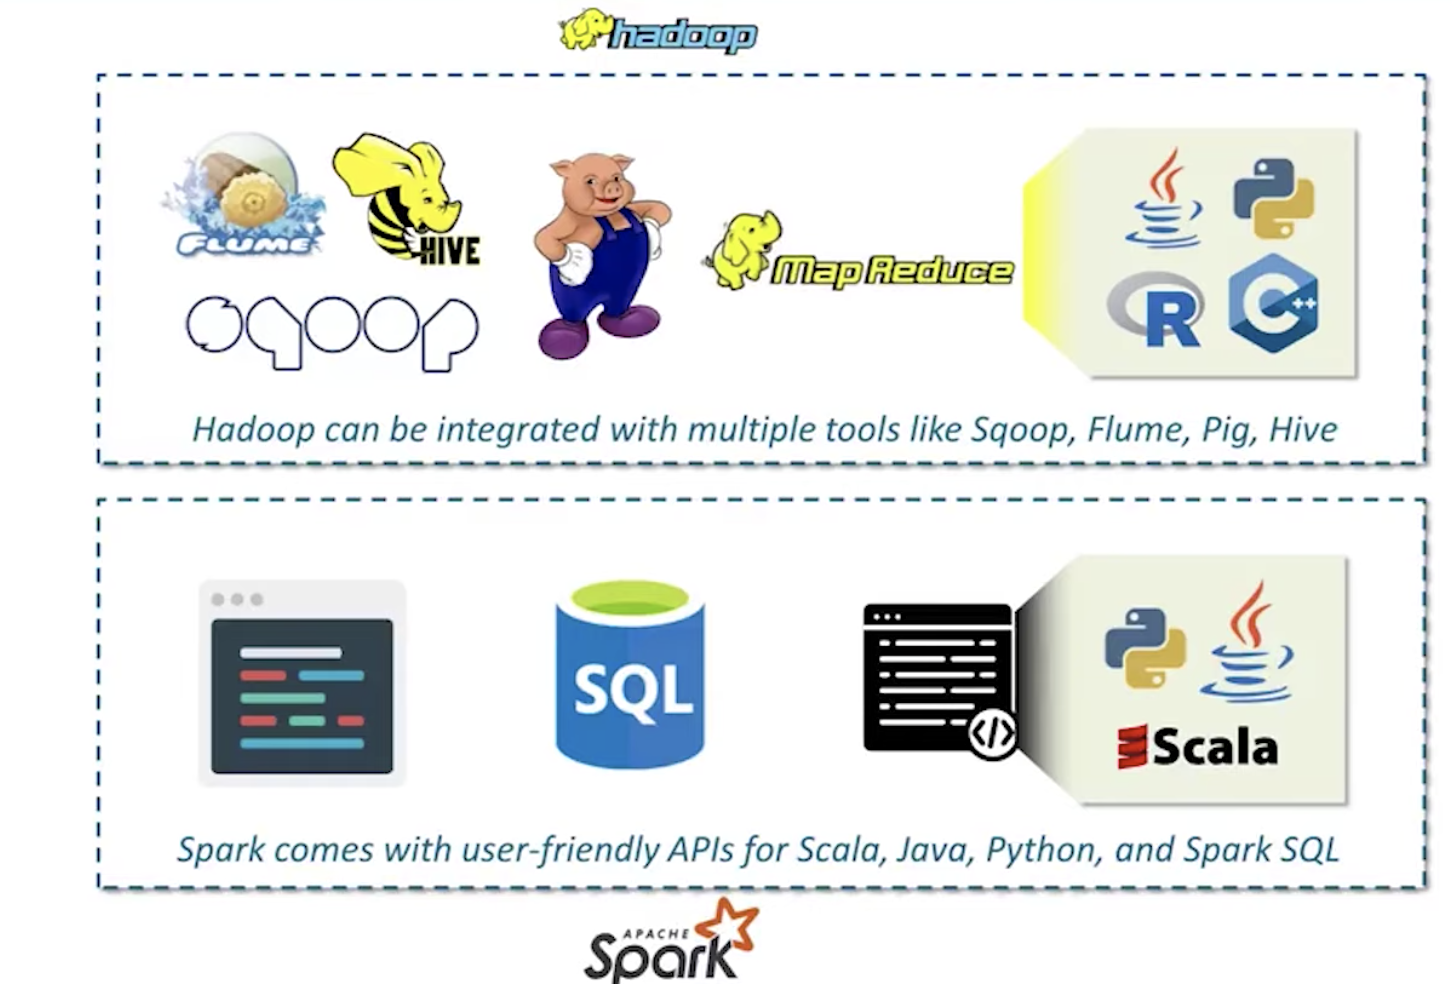 hadoop
FLUME
HIVE
sqoop
Map Reduce
R
C++
Hadoop can be integrated with multiple tools like Sqoop, Flume, Pig, Hive
SQL
</>
Scala
Spark comes with user-friendly APIs for Scala, Java, Python, and Spark SQL
APACHE
Spark